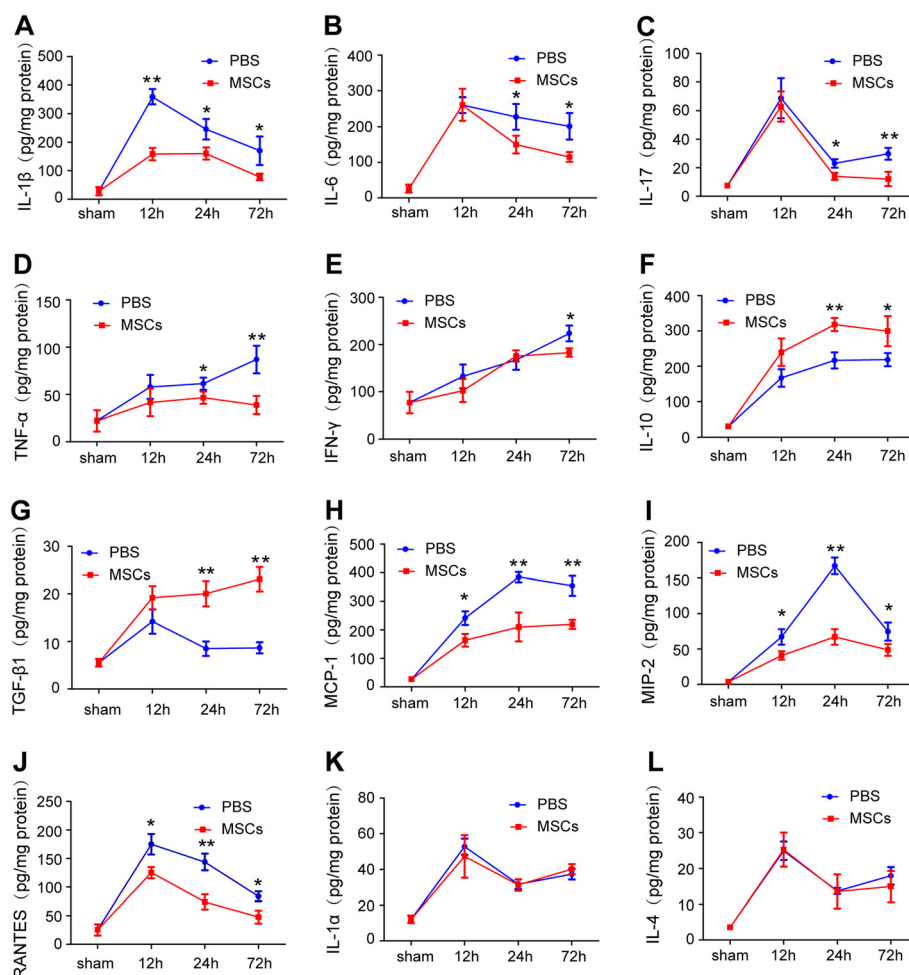 A
IL-1β (pg/mg protein)
500
400
300
200
100
0
PBS
MSCs
**
*
*
sham 12h 24h 72h
B
IL-6 (pg/mg protein)
400
300
200
100
0
PBS
MSCs
*
*
sham 12h 24h 72h
C
IL-17 (pg/mg protein)
100
80
60
40
20
0
PBS
MSCs
*
**
sham 12h 24h 72h
D
TNF-α (pg/mg protein)
150
100
50
0
PBS
MSCs
*
**
sham 12h 24h 72h
E
IFN-γ (pg/mg protein)
300
200
100
0
PBS
MSCs
*
sham 12h 24h 72h
F
IL-10 (pg/mg protein)
400
300
200
100
0
MSCs
PBS
**
*
sham 12h 24h 72h
G
TGF-β1 (pg/mg protein)
30
20
10
0
MSCs
PBS
**
**
sham 12h 24h 72h
H
MCP-1 (pg/mg protein)
500
400
300
200
100
0
PBS
MSCs
*
**
**
sham 12h 24h 72h
I
MIP-2 (pg/mg protein)
200
150
100
50
0
PBS
MSCs
*
**
*
sham 12h 24h 72h
J
RANTES (pg/mg protein)
250
200
150
100
50
0
PBS
MSCs
*
**
*
sham 12h 24h 72h
K
IL-1α (pg/mg protein)
80
60
40
20
0
PBS
MSCs
sham 12h 24h 72h
L
IL-4 (pg/mg protein)
40
30
20
10
0
PBS
MSCs
sham 12h 24h 72h